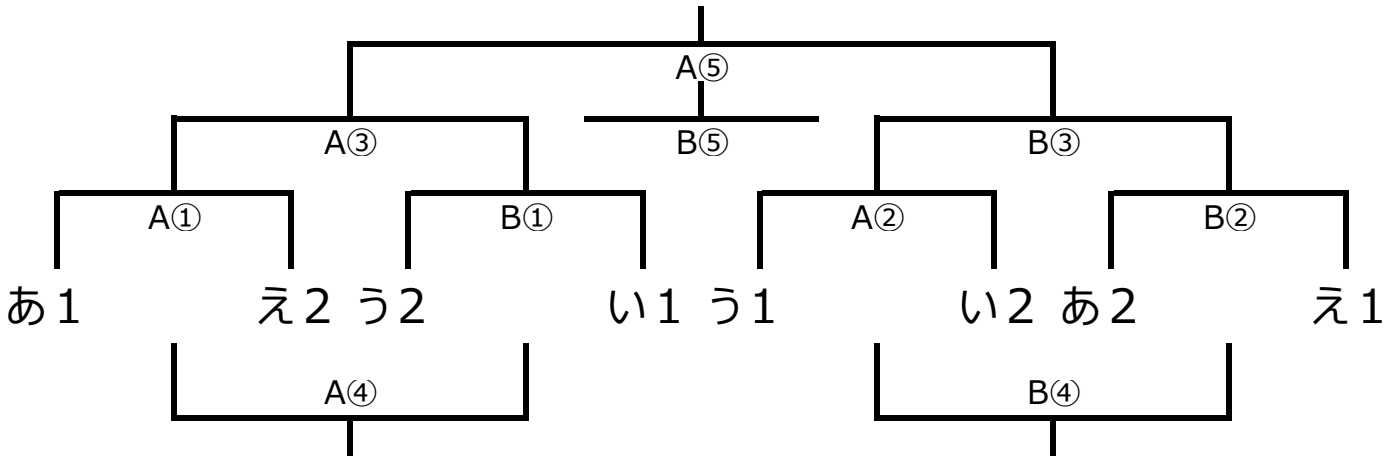 A⑤
A③ B⑤ B③
A① B① A② B②
あ１ え２ う２ い１ う１ い２ あ２ え１
A④ B④